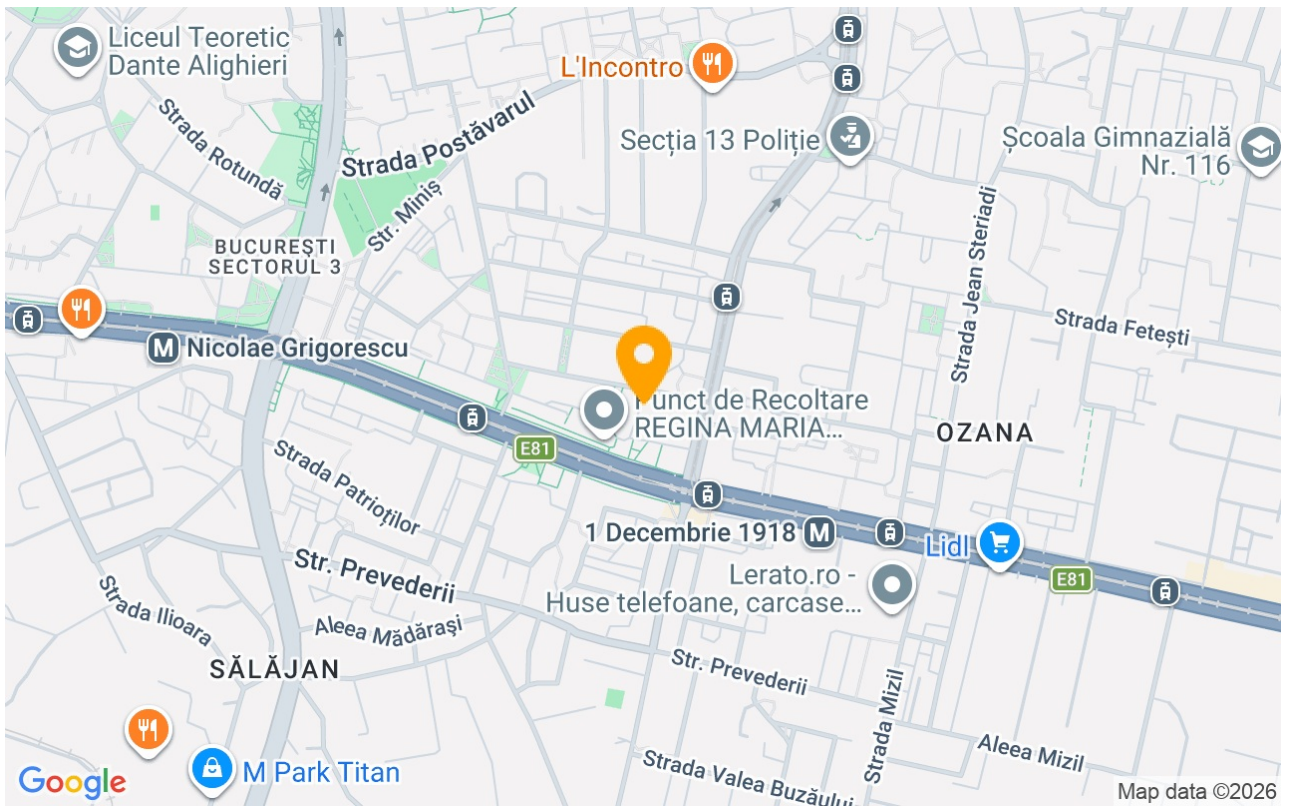 Liceul Teoretic
Dante Alighieri
L'Incontro
Strada Rotundă
Strada Postăvarul
Secția 13 Poliție
Școala Gimnazială
Nr. 116
Str. Miniș
BUCUREȘTI
SECTORUL 3
Strada Jean Steriadi
Strada Fetești
M Nicolae Grigorescu
Punct de Recoltare
REGINA MARIA...
OZANA
E81
Strada Patrioților
1 Decembrie 1918 M
Lidl
E81
Str. Prevederii
Lerato.ro -
Huse telefoane, carcase...
Strada Ilioara
Aleea Mădărași
SĂLĂJAN
Str. Prevederii
Strada Mizil
Aleea Mizil
M Park Titan
Strada Valea Buzăului
Google
Map data ©2026